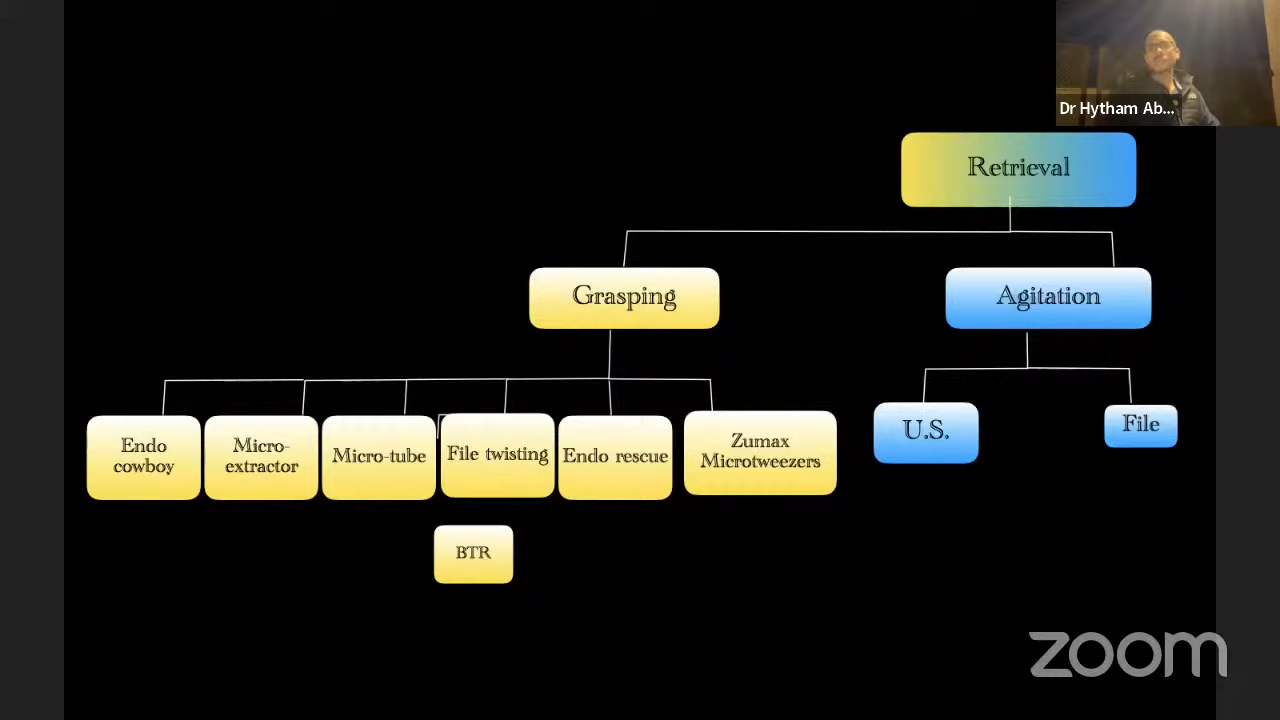 Dr Hytham Ab...
Retrieval
Grasping
Agitation
Endo
cowboy
Micro-
extractor
Micro-tube
File twisting
Endo rescue
Zumax
Microtweezers
U.S.
File
BTR
zoom